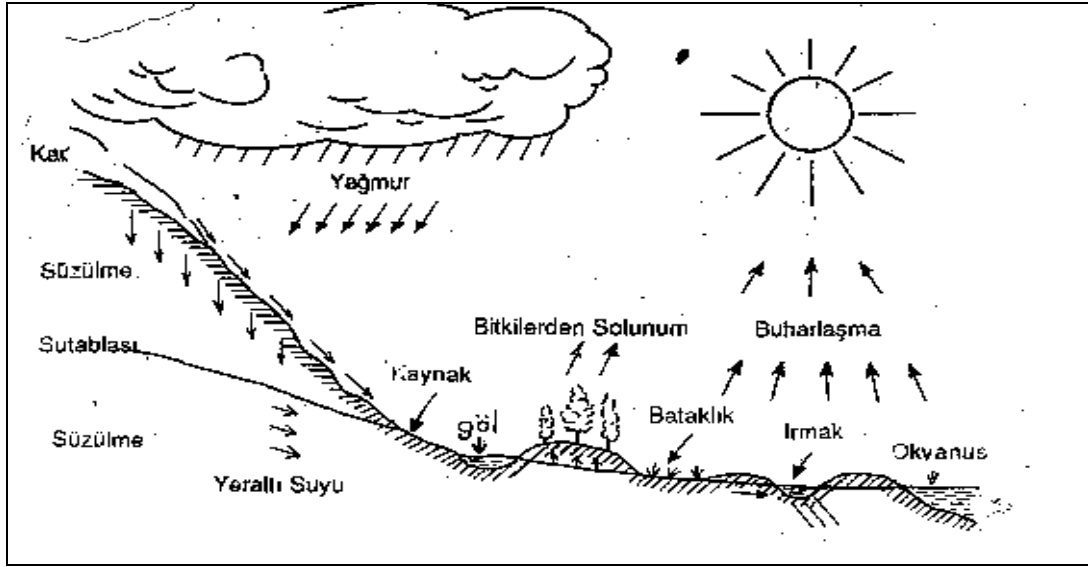 Kar
Yağmur
Süzülme
Sutablası
Bitkilerden Solunum
Buharlaşma
Kaynak
göl
Bataklık
Irmak
Süzülme
Okyanus
Yeraltı Suyu